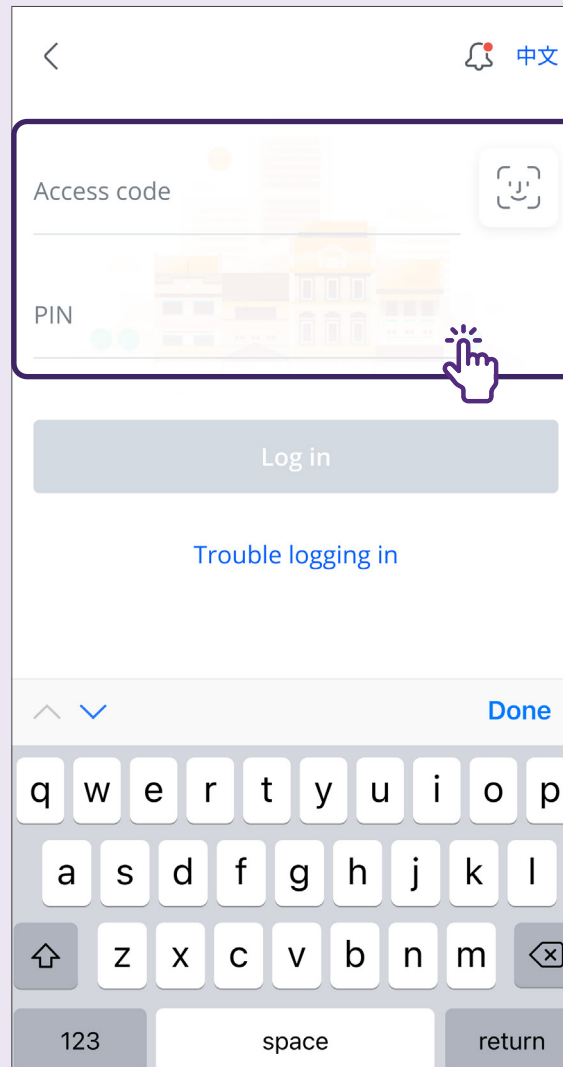 中文
Access code
PIN
Log in
Trouble logging in
Done
q w e r t y u i o p
a s d f g h j k l
z x c v b n m
123 space return